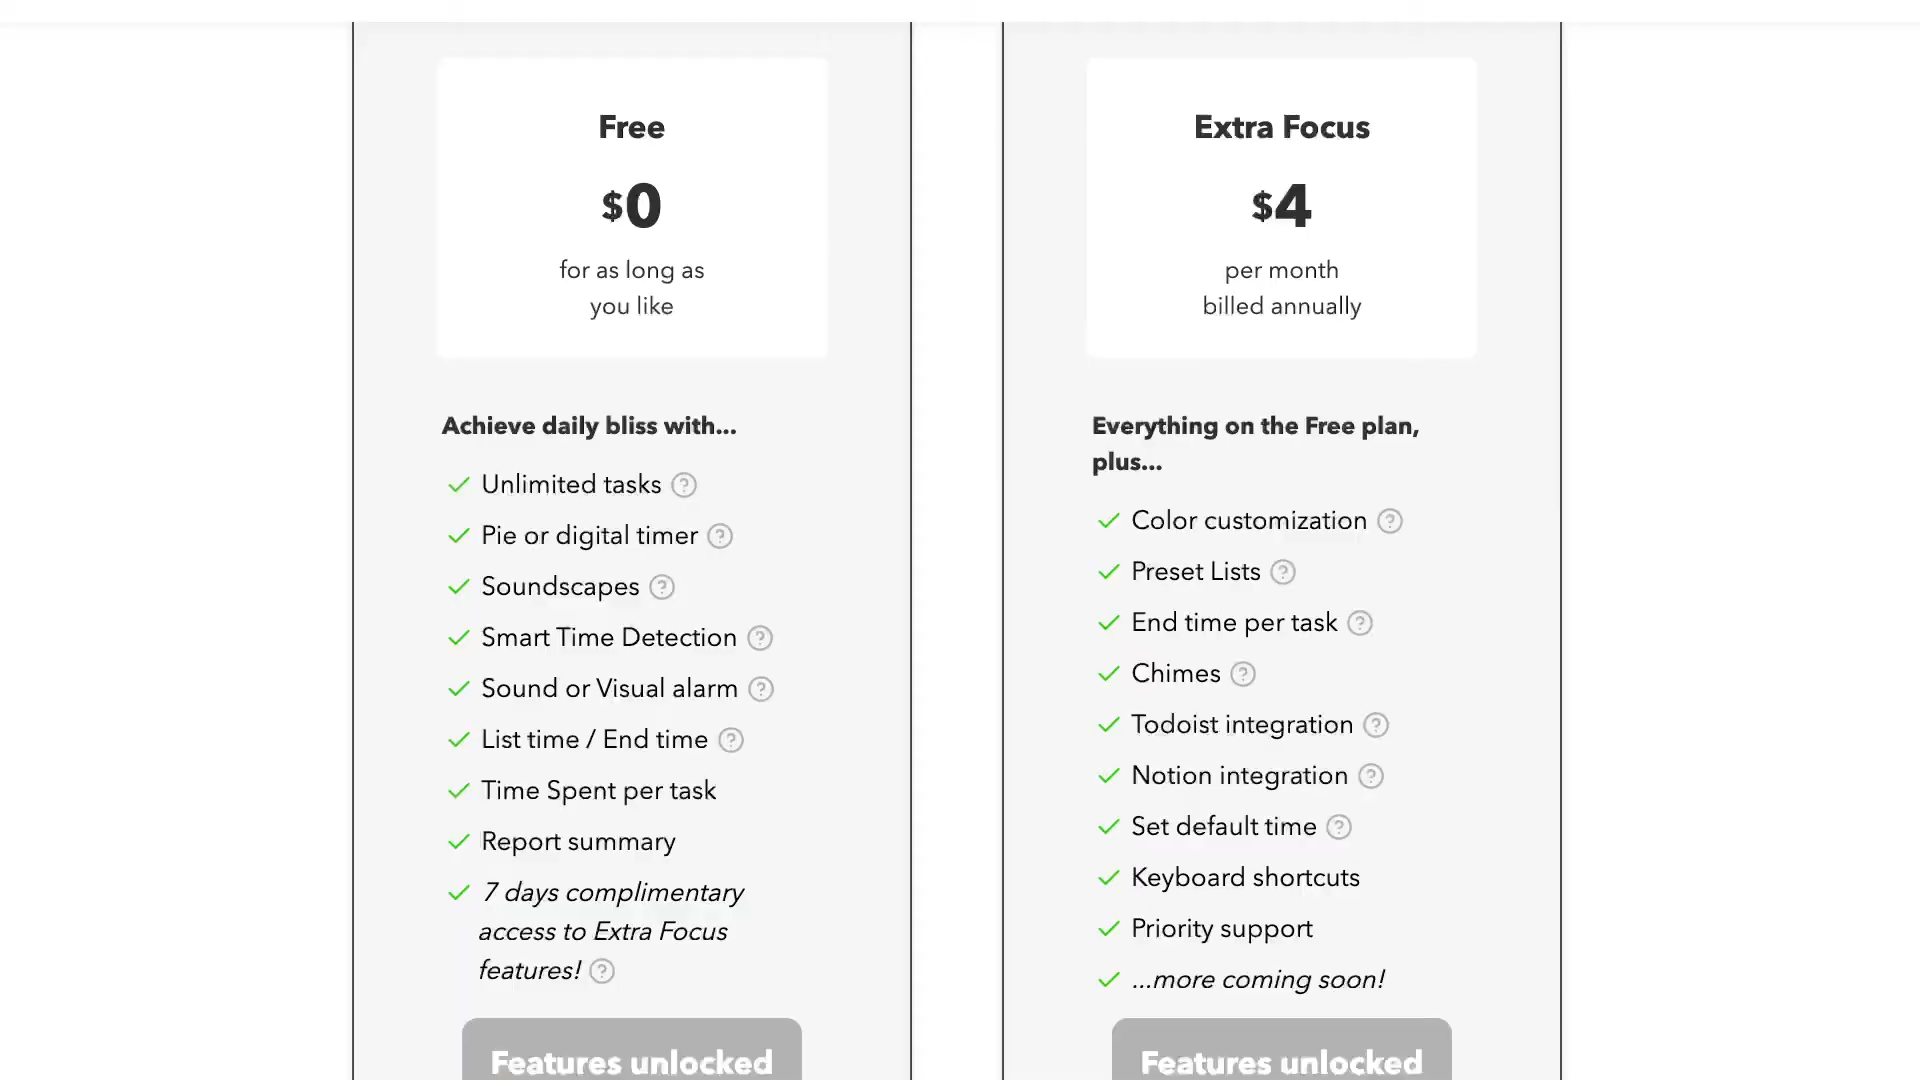 Free
$0
for as long as
you like
Achieve daily bliss with...
Unlimited tasks ?
Pie or digital timer ?
Soundscapes ?
Smart Time Detection ?
Sound or Visual alarm ?
List time / End time ?
Time Spent per task
Report summary
7 days complimentary
access to Extra Focus
features! ?
Features unlocked
Extra Focus
$4
per month
billed annually
Everything on the Free plan,
plus...
Color customization ?
Preset Lists ?
End time per task ?
Chimes ?
Todoist integration ?
Notion integration ?
Set default time ?
Keyboard shortcuts
Priority support
...more coming soon!
Features unlocked